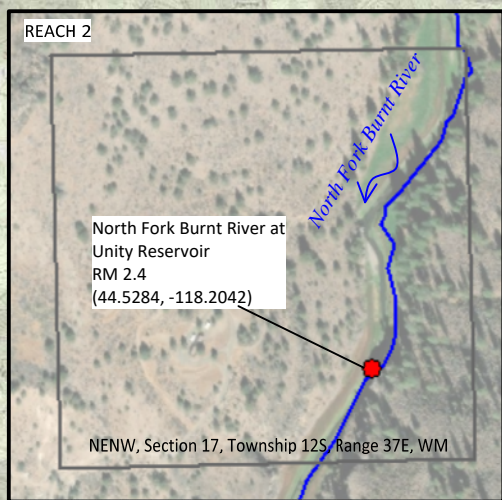 REACH 2
North Fork Burnt River
North Fork Burnt River at
Unity Reservoir
RM 2.4
(44.5284, -118.2042)
NENW, Section 17, Township 12S, Range 37E, WM